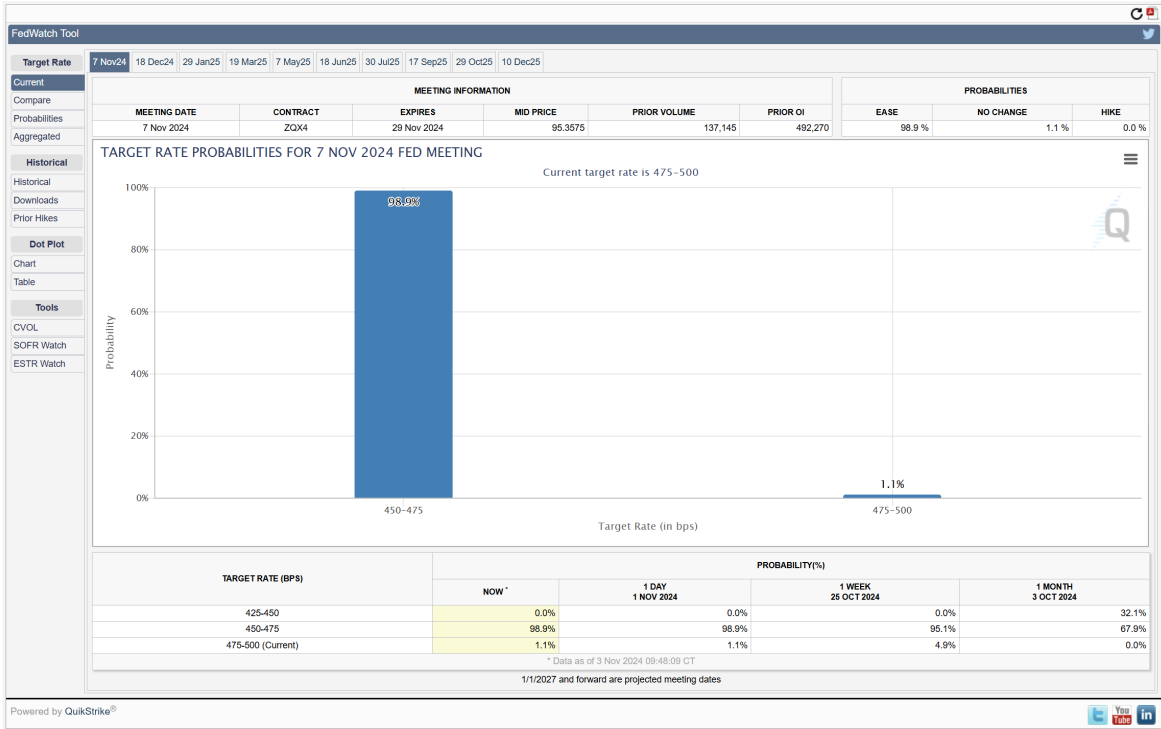 FedWatch Tool
Target Rate
Current
Compare
Probabilities
Aggregated
Historical
Historical
Downloads
Prior Hikes
Dot Plot
Chart
Table
Tools
CVOL
SOFR Watch
ESTR Watch
7 Nov24 18 Dec24 29 Jan25 19 Mar25 7 May25 18 Jun25 30 Jul25 17 Sep25 29 Oct25 10 Dec25
MEETING INFORMATION
MEETING DATE CONTRACT EXPIRES MID PRICE PRIOR VOLUME PRIOR OI
7 Nov 2024 ZQX4 29 Nov 2024 95.3575 137,145 492,270
PROBABILITIES
EASE NO CHANGE HIKE
98.9 % 1.1 % 0.0 %
TARGET RATE PROBABILITIES FOR 7 NOV 2024 FED MEETING
Current target rate is 475-500
Q
Probability
100%
80%
60%
40%
20%
0%
98.9%
1.1%
450-475 475-500
Target Rate (in bps)
TARGET RATE (BPS) PROBABILITY(%)
NOW * 1 DAY 1 WEEK 1 MONTH
1 NOV 2024 25 OCT 2024 3 OCT 2024
425-450 0.0% 0.0% 0.0% 32.1%
450-475 98.9% 98.9% 95.1% 67.9%
475-500 (Current) 1.1% 1.1% 4.9% 0.0%
* Data as of 3 Nov 2024 09:48:09 CT
1/1/2027 and forward are projected meeting dates
Powered by QuikStrike®
t You Tube in